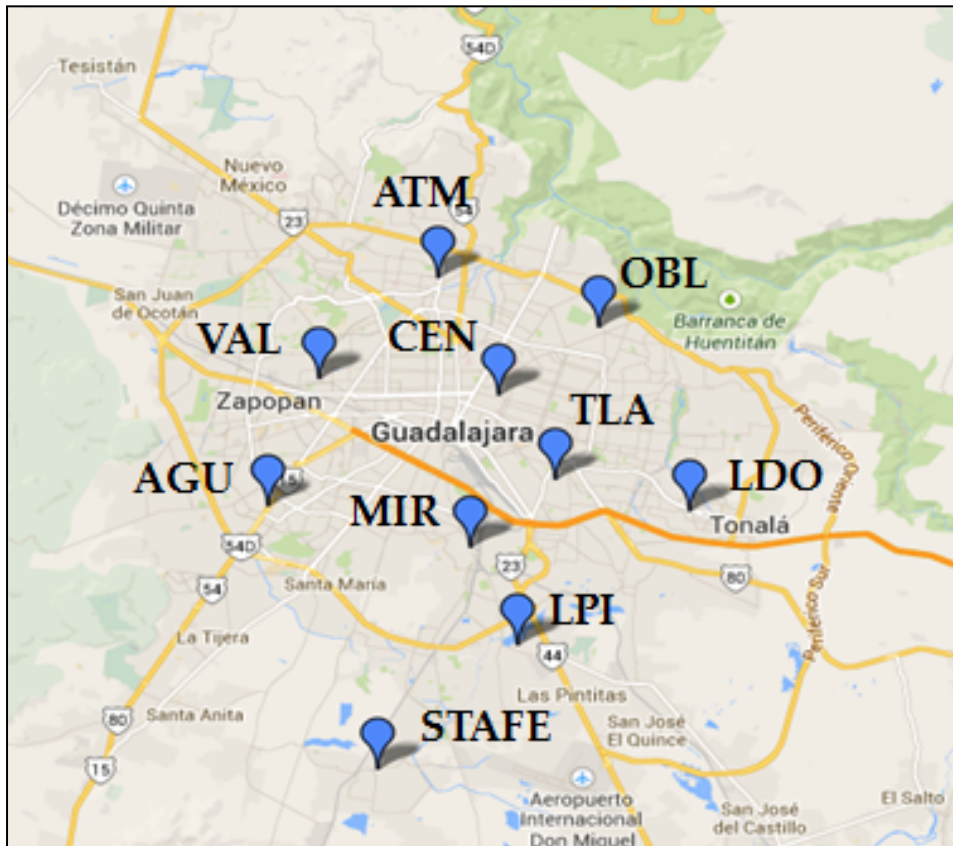 54D
Tesistán
Nuevo
México
ATM
Décimo Quinta
Zona Militar
23
54
OBL
San Juan
de Ocotán
Barranca de
Huentitán
VAL
CEN
Zapopan
TLA
Guadalajara
Periférico Oriente
AGU
LDO
MIR
Tonalá
54D
23
80
Santa María
54
Periférico Sur
LPI
La Tijera
44
Las Pintitas
Santa Anita
80
STAFE
San José
El Quince
15
Aeropuerto
Internacional
Don Miguel
El Salto
San José
del Castillo